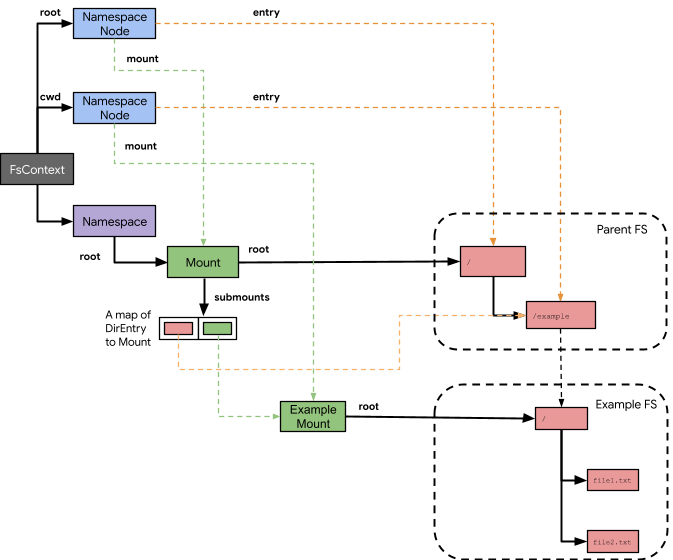 root
Namespace
Node
entry
mount
cwd
Namespace
Node
entry
mount
FsContext
Namespace
root
Mount
root
submounts
A map of
DirEntry
to Mount
Parent FS
/
/example
Example
Mount
root
Example FS
/
file1.txt
file2.txt